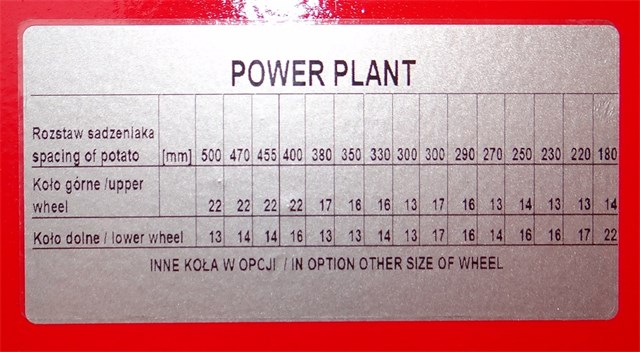 POWER PLANT
Rozstaw sadzeniaka
spacing of potato [mm] 500 470 455 400 380 350 330 300 300 290 270 250 230 220 180
Koło górne /upper
wheel 22 22 22 22 17 16 16 13 17 16 13 14 13 13 14
Koło dolne / lower wheel 13 14 14 16 13 13 14 13 17 16 14 16 16 17 22
INNE KOŁA W OPCJI / IN OPTION OTHER SIZE OF WHEEL